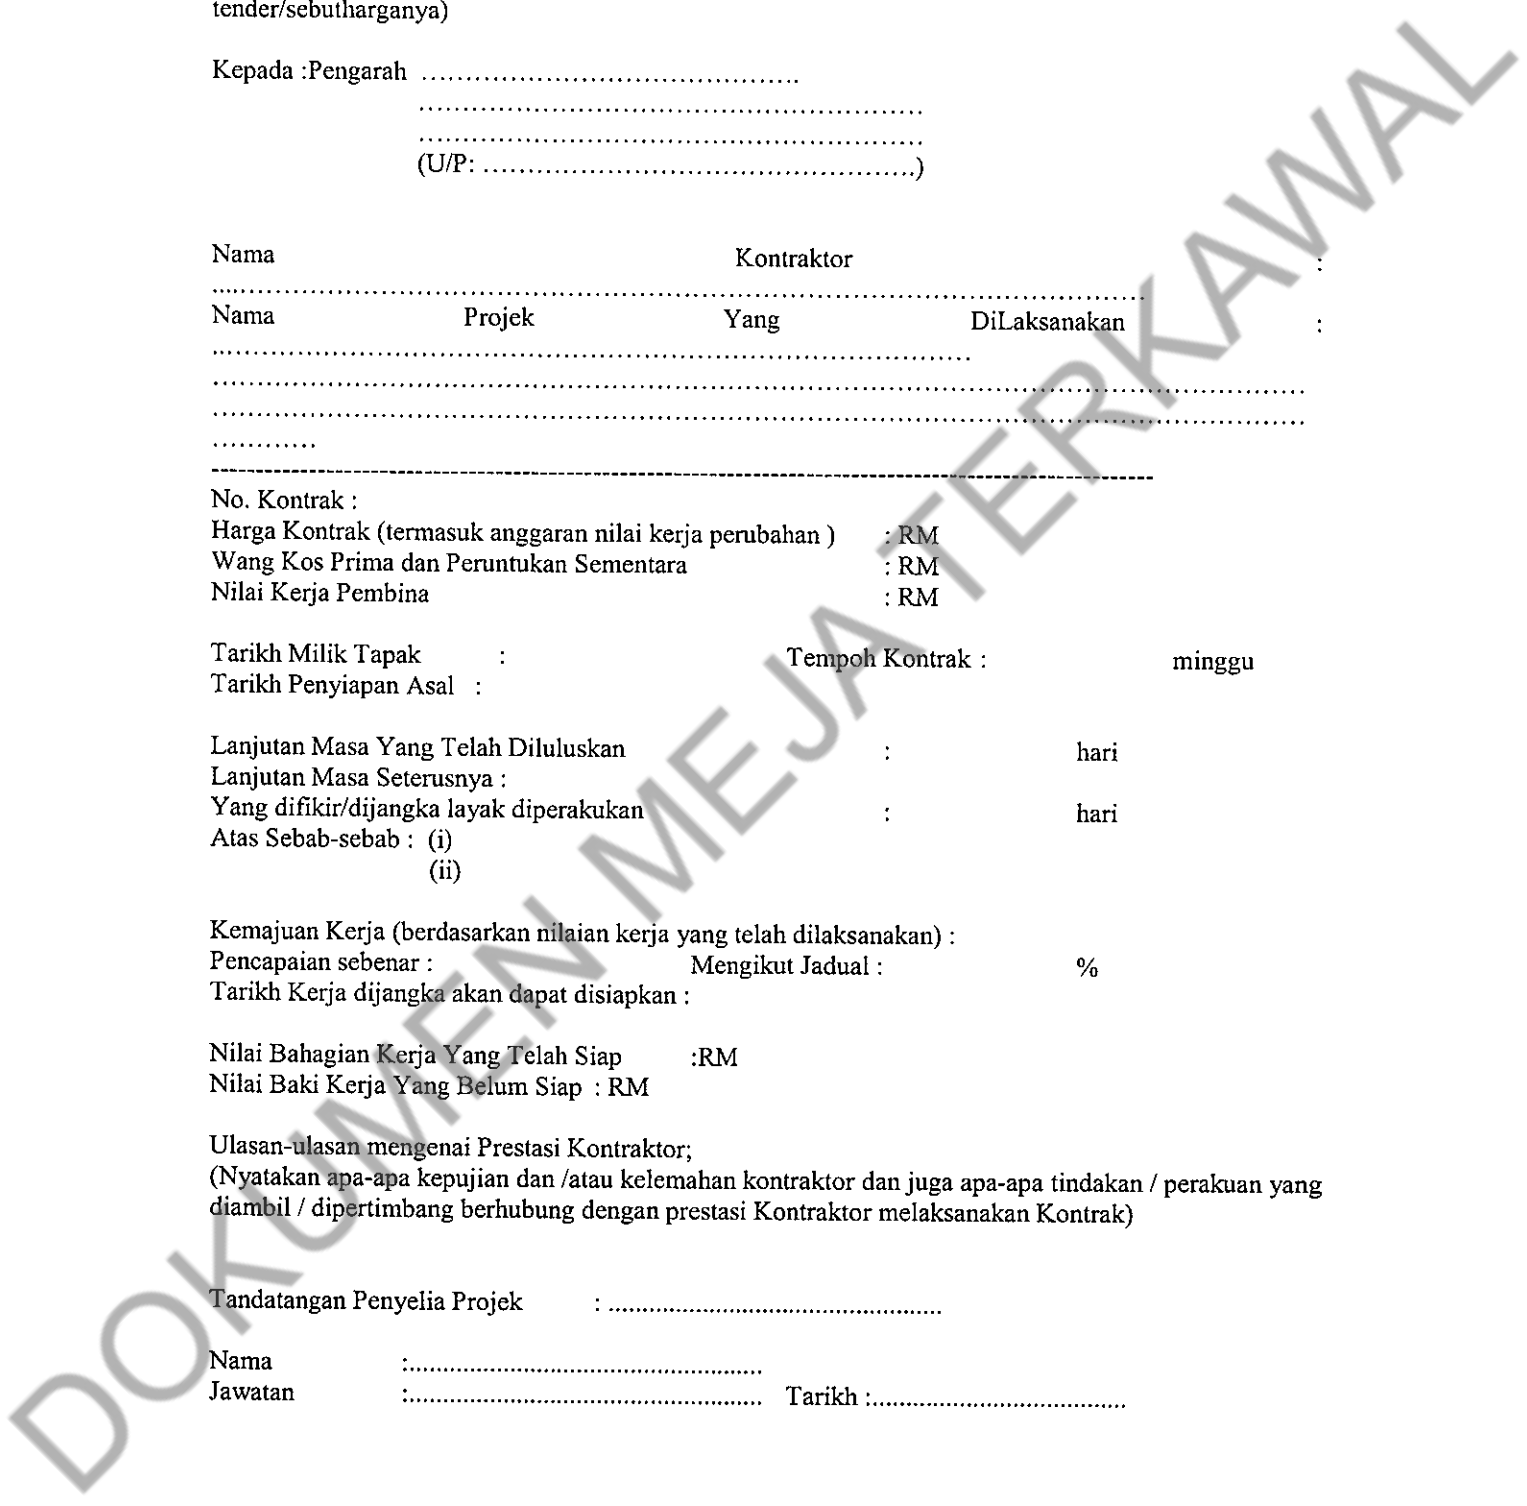 tender/sebutharganya)
Kepada :Pengarah ............................................
............................................................
............................................................
(U/P: ....................................................)
Nama Kontraktor :
................................................................................................................
Nama Projek Yang DiLaksanakan :
............................................................................................
....................................................................................................................................
....................................................................................................................................
............
--------------------------------------------------------------------------------------------------------
No. Kontrak :
Harga Kontrak (termasuk anggaran nilai kerja perubahan ) : RM
Wang Kos Prima dan Peruntukan Sementara : RM
Nilai Kerja Pembina : RM
Tarikh Milik Tapak : Tempoh Kontrak : minggu
Tarikh Penyiapan Asal :
Lanjutan Masa Yang Telah Diluluskan : hari
Lanjutan Masa Seterusnya :
Yang difikir/dijangka layak diperakukan : hari
Atas Sebab-sebab : (i)
(ii)
Kemajuan Kerja (berdasarkan nilaian kerja yang telah dilaksanakan) :
Pencapaian sebenar : Mengikut Jadual : %
Tarikh Kerja dijangka akan dapat disiapkan :
Nilai Bahagian Kerja Yang Telah Siap :RM
Nilai Baki Kerja Yang Belum Siap : RM
Ulasan-ulasan mengenai Prestasi Kontraktor;
(Nyatakan apa-apa kepujian dan /atau kelemahan kontraktor dan juga apa-apa tindakan / perakuan yang
diambil / dipertimbang berhubung dengan prestasi Kontraktor melaksanakan Kontrak)
Tandatangan Penyelia Projek : ................................................
Nama :....................................................
Jawatan :.................................................... Tarikh :......................................
DOKUMEN MEJA TERKAWAL